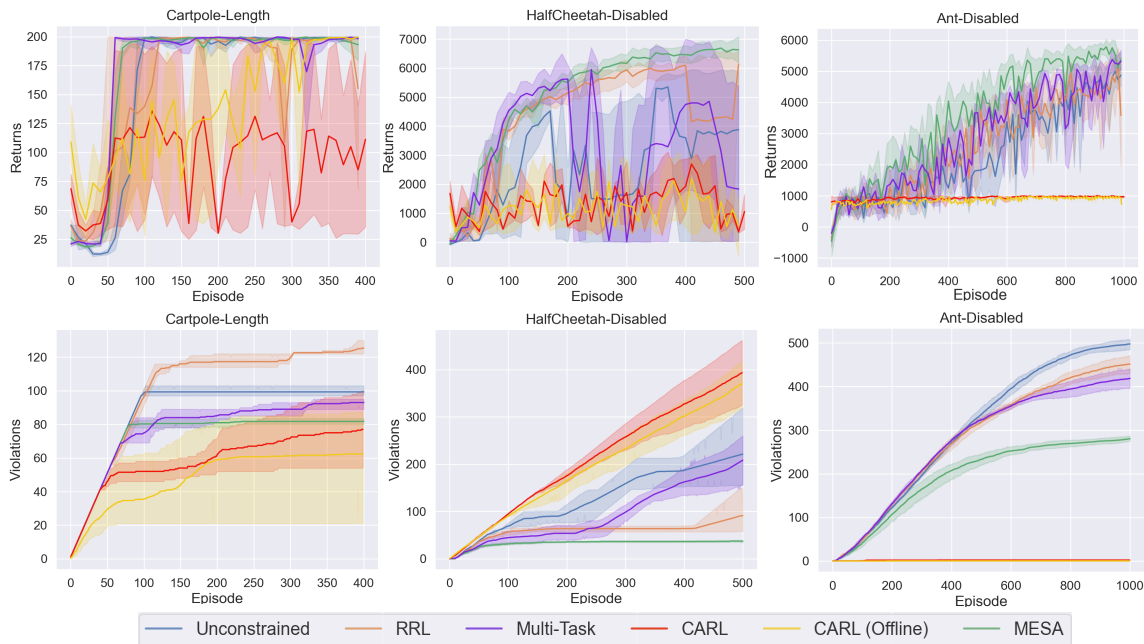 Cartpole-Length
HalfCheetah-Disabled
Ant-Disabled
Returns
200
175
150
125
100
75
50
25
0 50 100 150 200 250 300 350 400
Episode
Returns
7000
6000
5000
4000
3000
2000
1000
0
0 100 200 300 400 500
Episode
Returns
6000
5000
4000
3000
2000
1000
0
−1000
0 200 400 600 800 1000
Episode
Cartpole-Length
HalfCheetah-Disabled
Ant-Disabled
Violations
120
100
80
60
40
20
0
0 50 100 150 200 250 300 350 400
Episode
Violations
400
300
200
100
0
0 100 200 300 400 500
Episode
Violations
500
400
300
200
100
0
0 200 400 600 800 1000
Episode
Unconstrained RRL Multi-Task CARL CARL (Offline) MESA